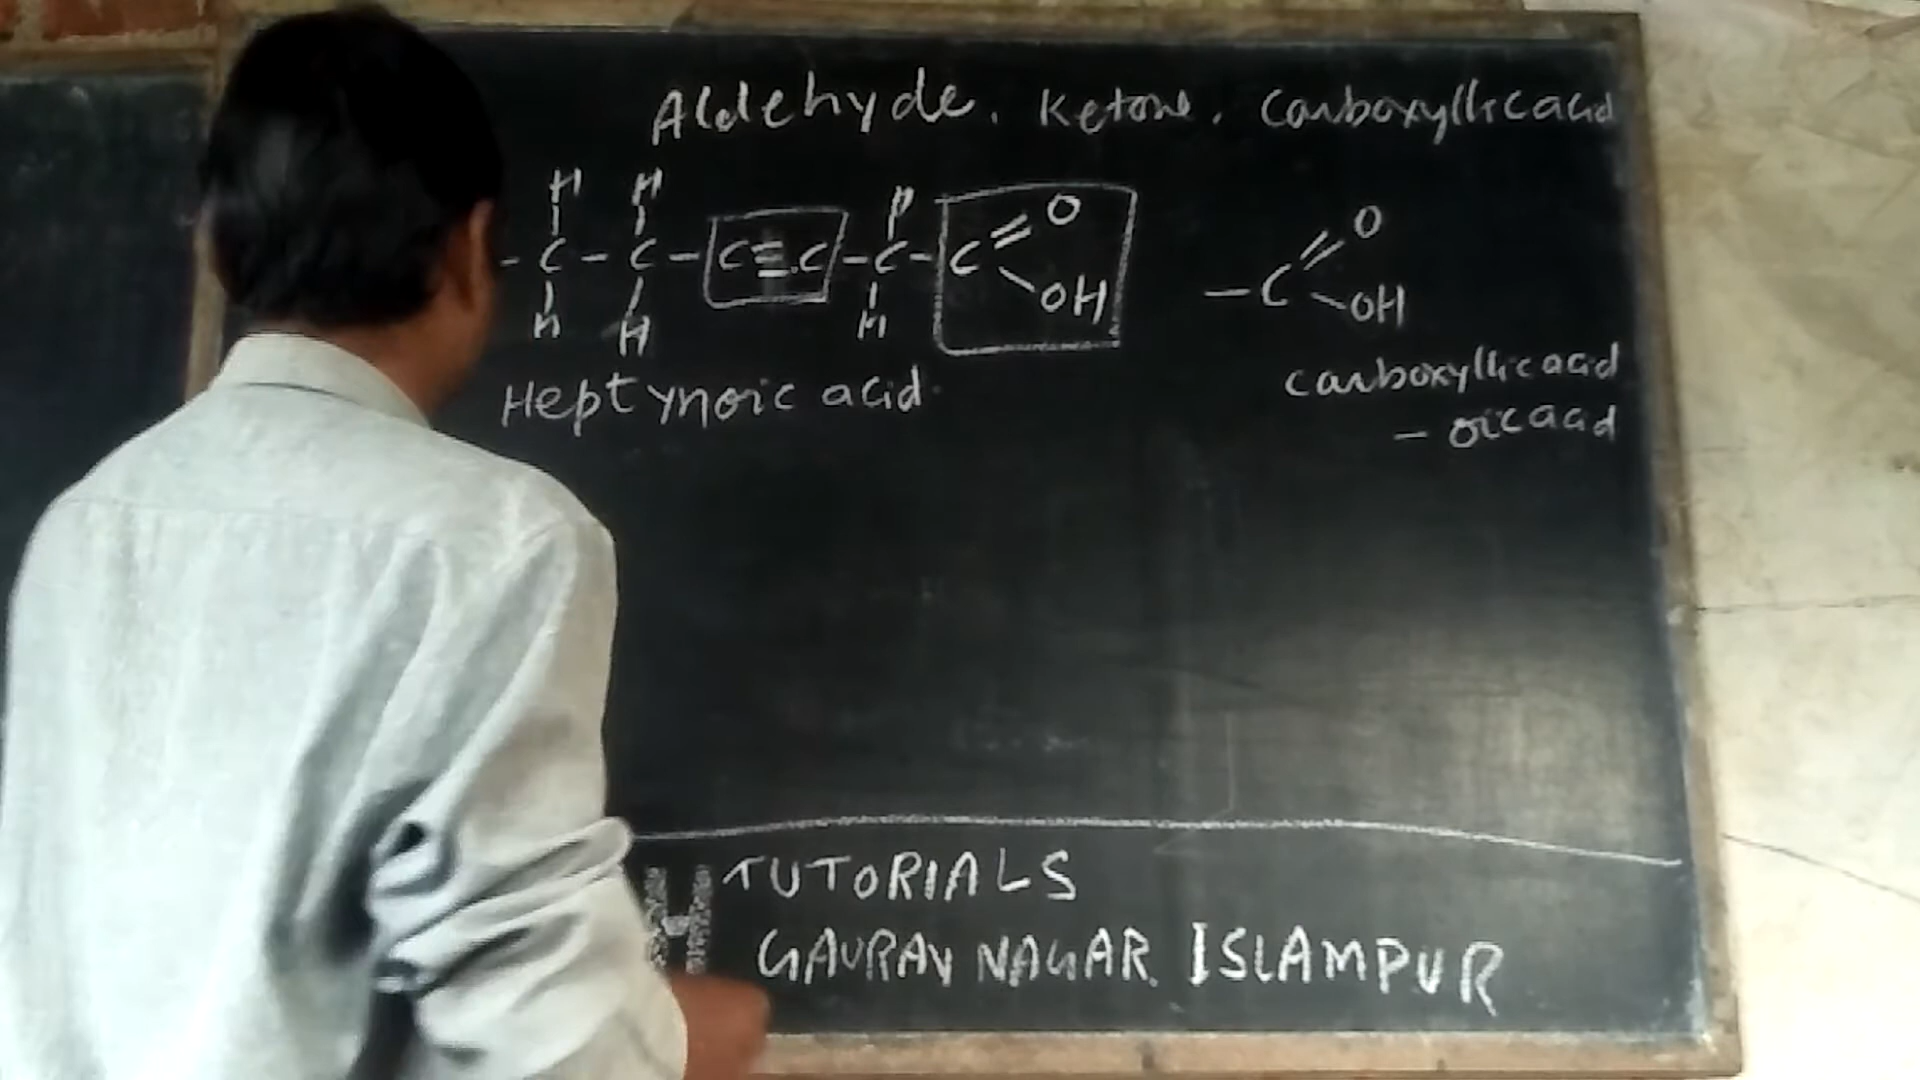 Aldehyde. Ketone. Carboxyllic acid
H H H O
- C - C - C ≡ C - C - C = O
OH
H H H
- C = O
OH
Heptynoic acid.
carboxyllic acid
- oic acid
H TUTORIALS
GAURAV NAGAR. ISLAMPUR